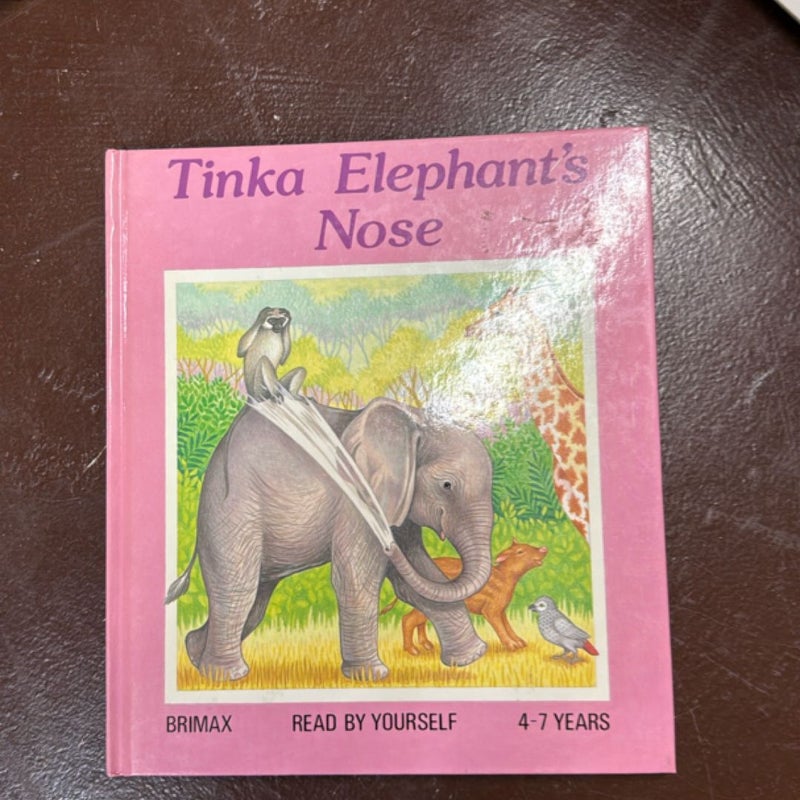 Tinka Elephant's
Nose
BRIMAX READ BY YOURSELF 4-7 YEARS